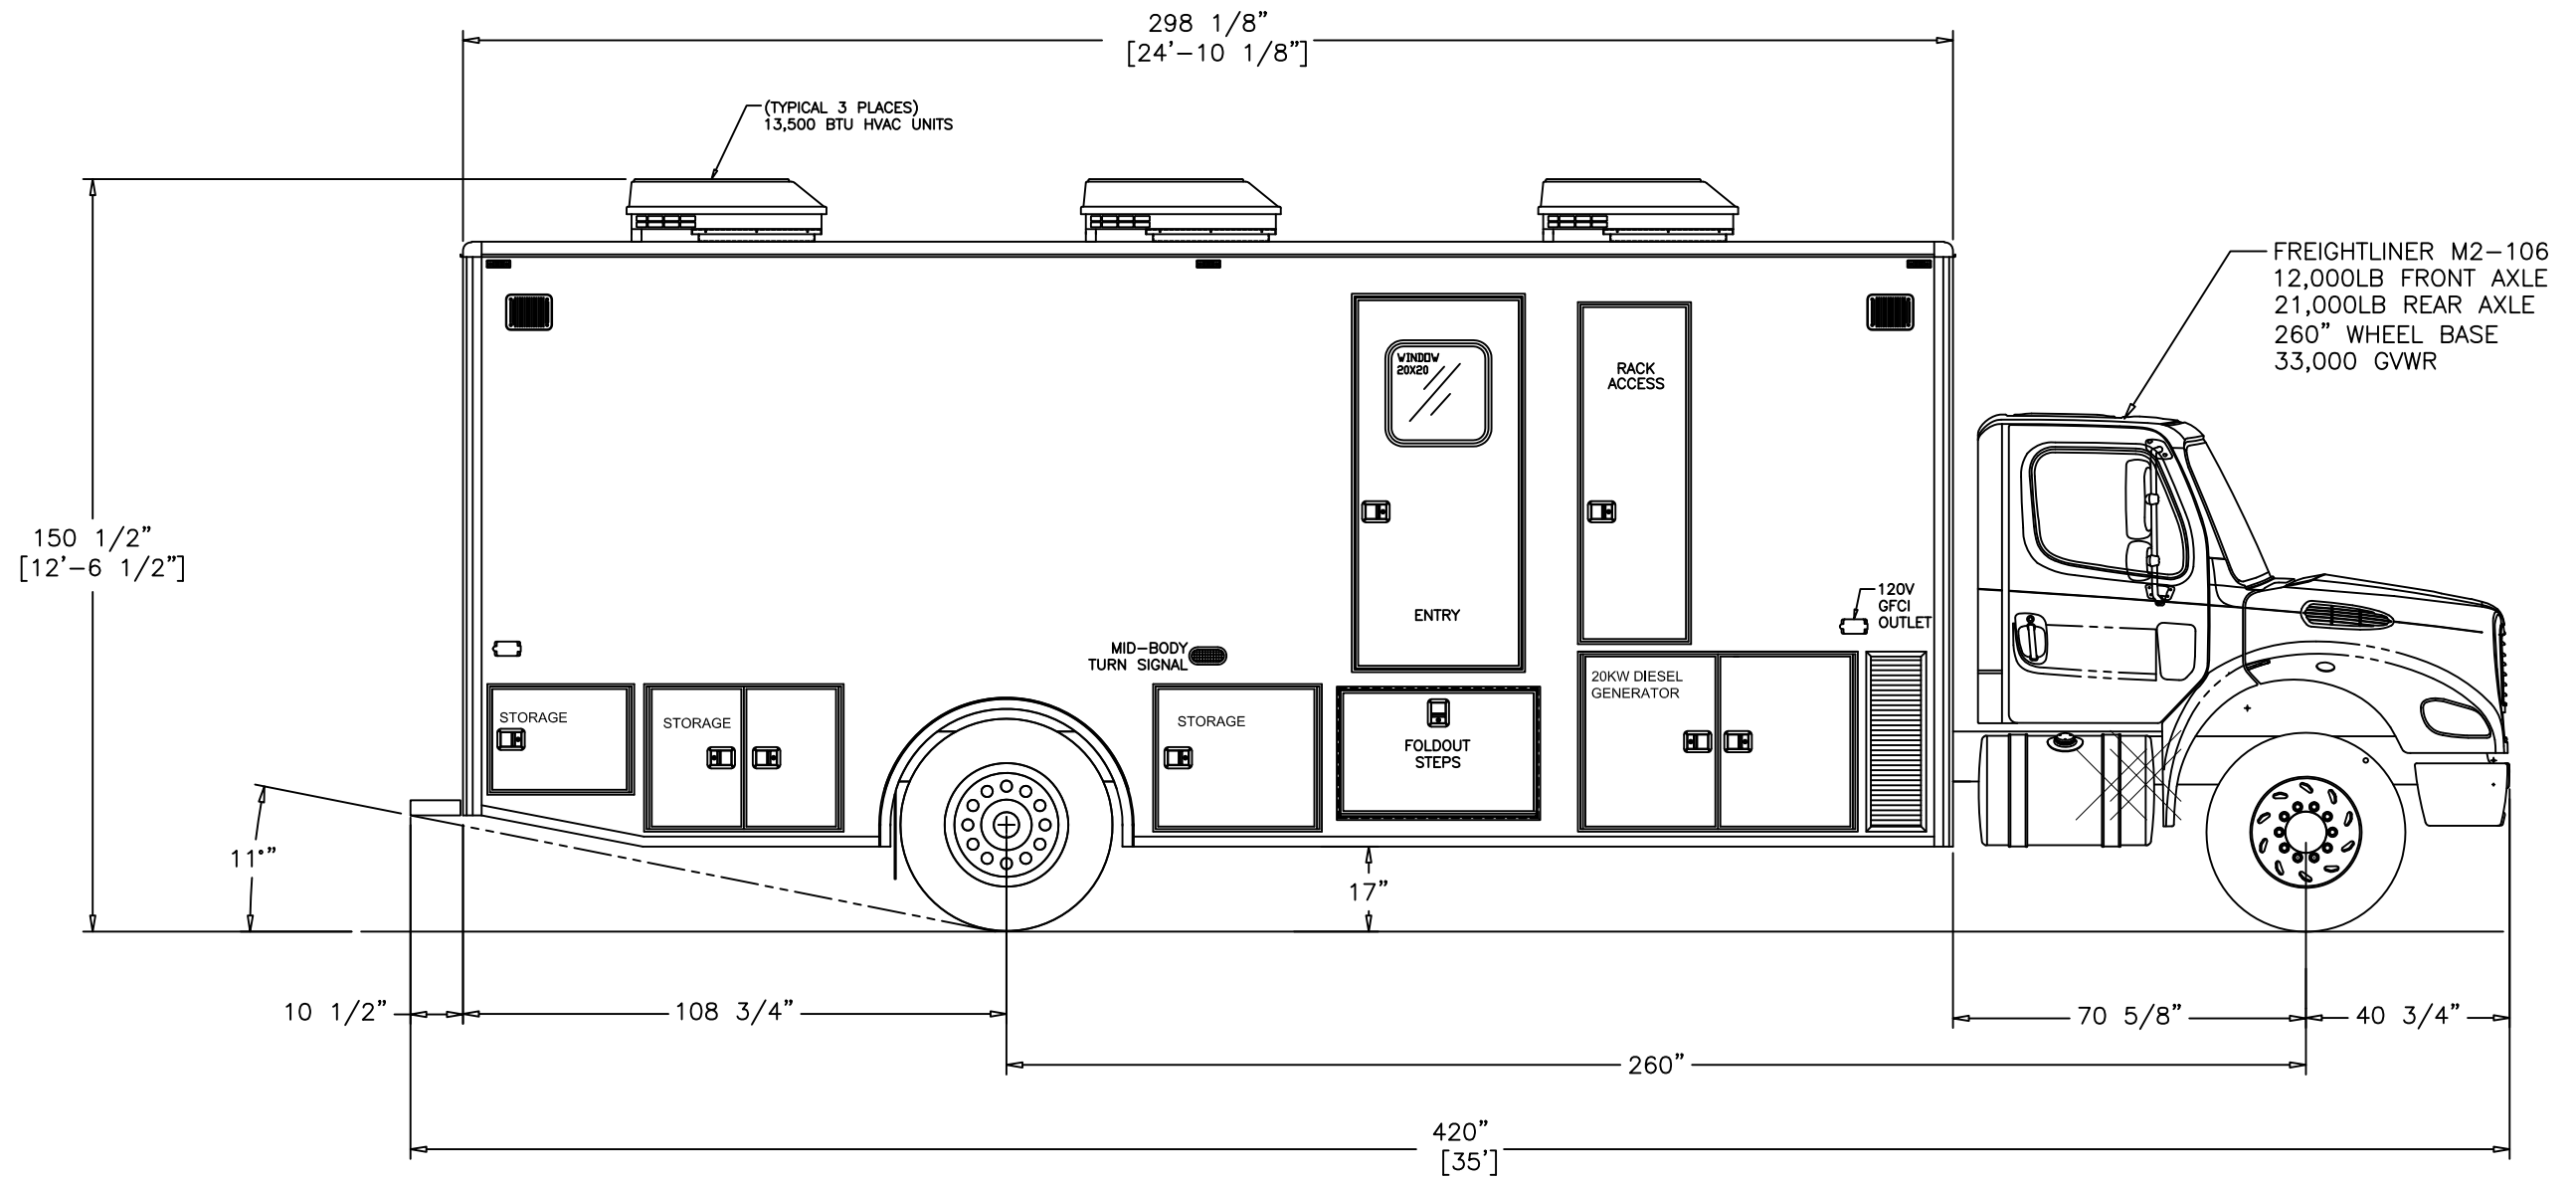 298 1/8”
[24’-10 1/8”]
(TYPICAL 3 PLACES)
13,500 BTU HVAC UNITS
FREIGHTLINER M2-106
12,000LB FRONT AXLE
21,000LB REAR AXLE
260” WHEEL BASE
33,000 GVWR
WINDOW
20X20
RACK
ACCESS
150 1/2”
[12’-6 1/2”]
ENTRY
120V
GFCI
OUTLET
MID-BODY
TURN SIGNAL
STORAGE
STORAGE
STORAGE
FOLDOUT
STEPS
20KW DIESEL
GENERATOR
11°”
17”
10 1/2”
108 3/4”
70 5/8”
40 3/4”
260”
420”
[35’]